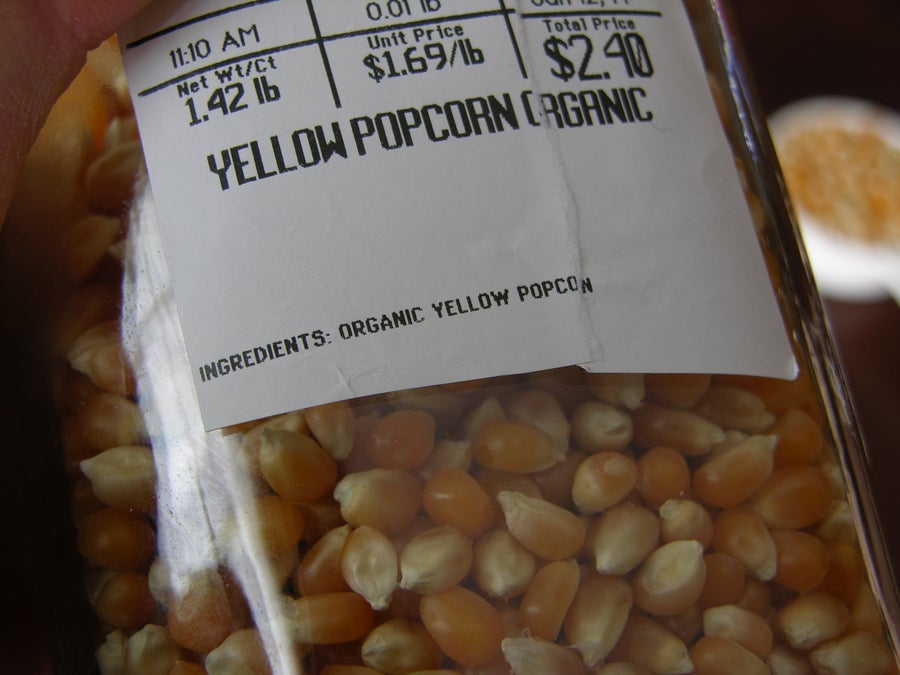 0.01 lb
11:10 AM
Unit Price
Total Price
Net Wt/Ct
$1.69/lb
$2.40
1.42 lb
YELLOW POPCORN ORGANIC
INGREDIENTS: ORGANIC YELLOW POPCON